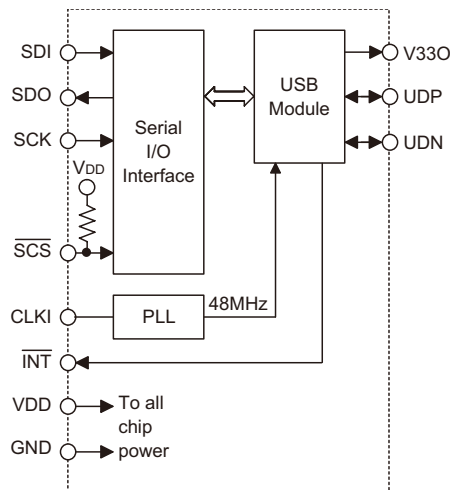 SDI
SDO
SCK
VDD
SCS
CLKI
INT
VDD
GND
Serial
I/O
Interface
USB
Module
V33O
UDP
UDN
PLL
48MHz
To all
chip
power